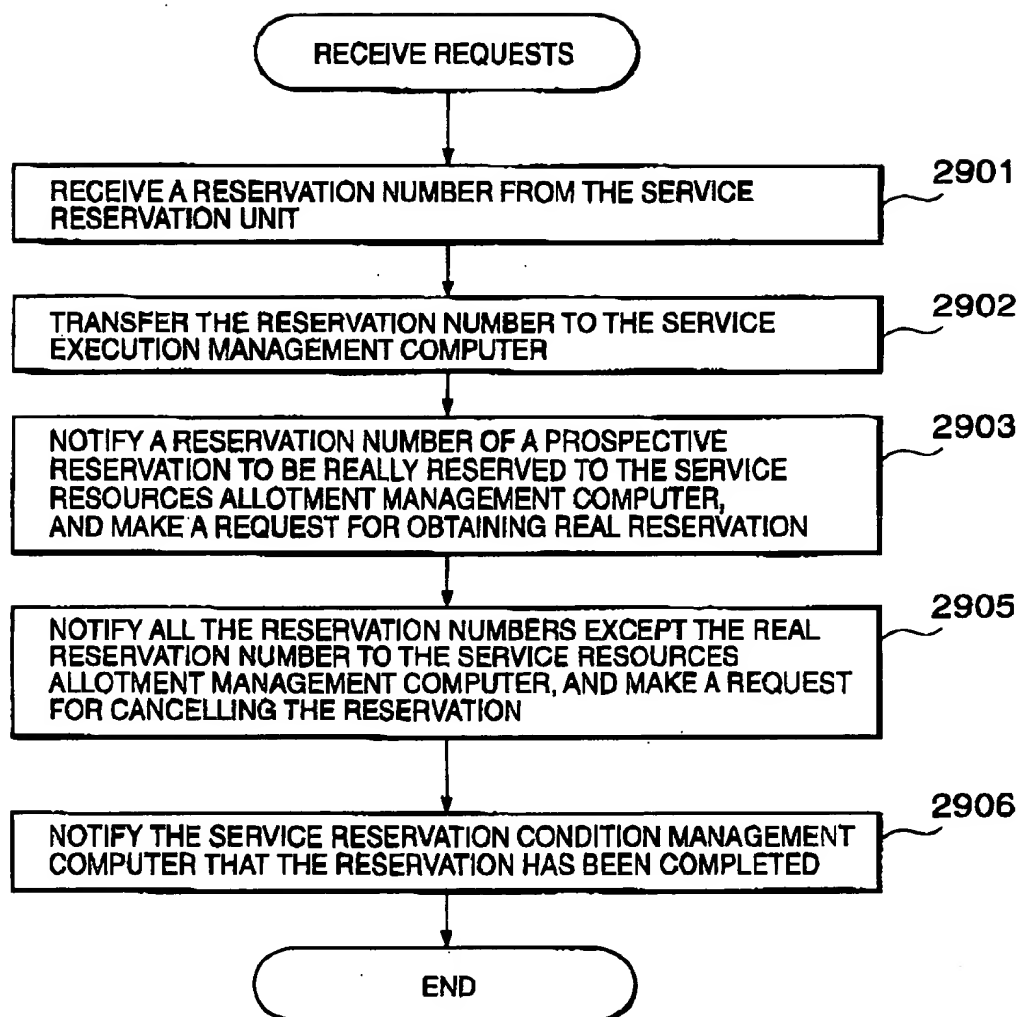 RECEIVE REQUESTS
2901
RECEIVE A RESERVATION NUMBER FROM THE SERVICE
RESERVATION UNIT
2902
TRANSFER THE RESERVATION NUMBER TO THE SERVICE
EXECUTION MANAGEMENT COMPUTER
2903
NOTIFY A RESERVATION NUMBER OF A PROSPECTIVE
RESERVATION TO BE REALLY RESERVED TO THE SERVICE
RESOURCES ALLOTMENT MANAGEMENT COMPUTER,
AND MAKE A REQUEST FOR OBTAINING REAL RESERVATION
2905
NOTIFY ALL THE RESERVATION NUMBERS EXCEPT THE REAL
RESERVATION NUMBER TO THE SERVICE RESOURCES
ALLOTMENT MANAGEMENT COMPUTER, AND MAKE A REQUEST
FOR CANCELLING THE RESERVATION
2906
NOTIFY THE SERVICE RESERVATION CONDITION MANAGEMENT
COMPUTER THAT THE RESERVATION HAS BEEN COMPLETED
END